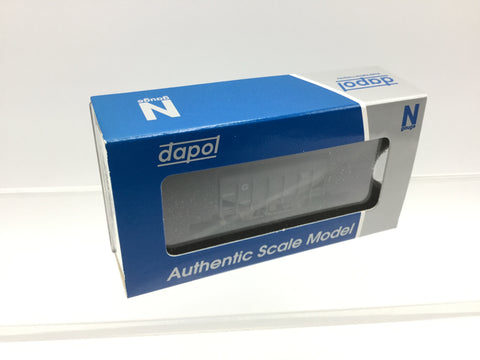 N
gauge
dapol
N
gauge
dapol
Authentic Scale Model